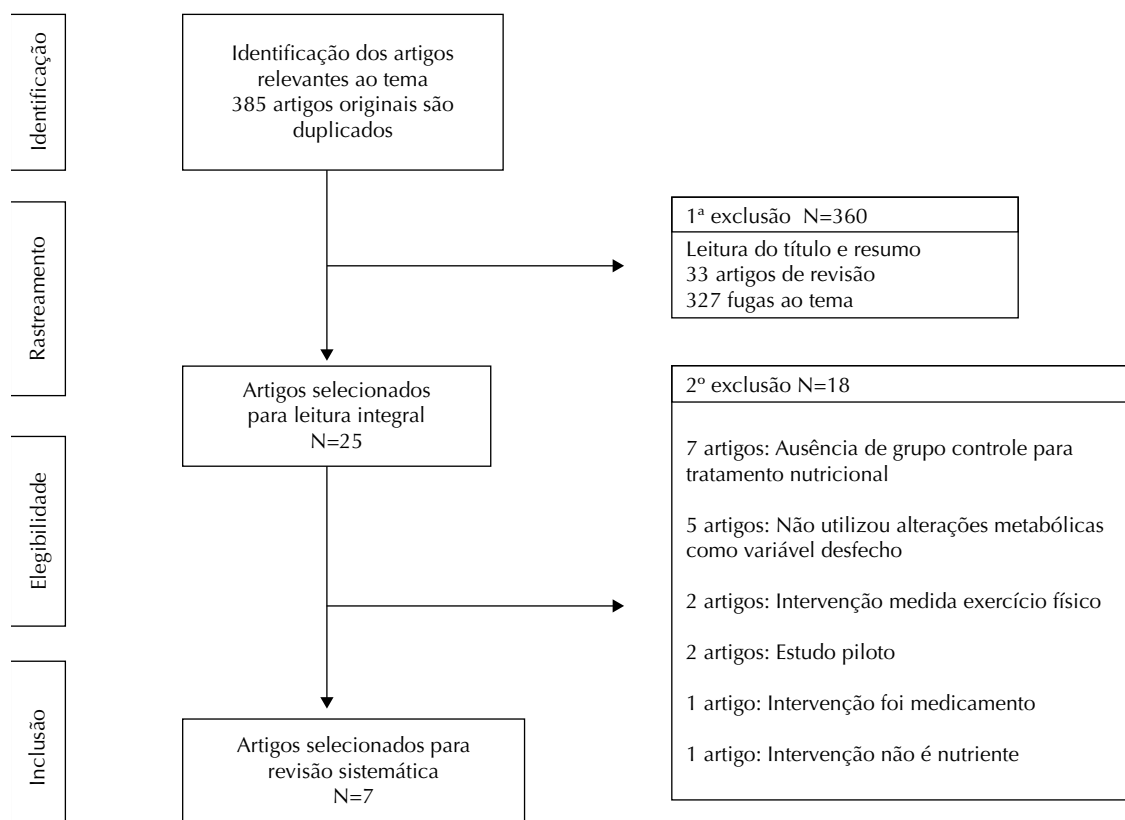 Identificação
Identificação dos artigos
relevantes ao tema
385 artigos originais são
duplicados
Rastreamento
1ª exclusão N=360
Leitura do título e resumo
33 artigos de revisão
327 fugas ao tema
Artigos selecionados
para leitura integral
N=25
Elegibilidade
2º exclusão N=18
7 artigos: Ausência de grupo controle para
tratamento nutricional
5 artigos: Não utilizou alterações metabólicas
como variável desfecho
2 artigos: Intervenção medida exercício físico
2 artigos: Estudo piloto
1 artigo: Intervenção foi medicamento
1 artigo: Intervenção não é nutriente
Inclusão
Artigos selecionados para
revisão sistemática
N=7